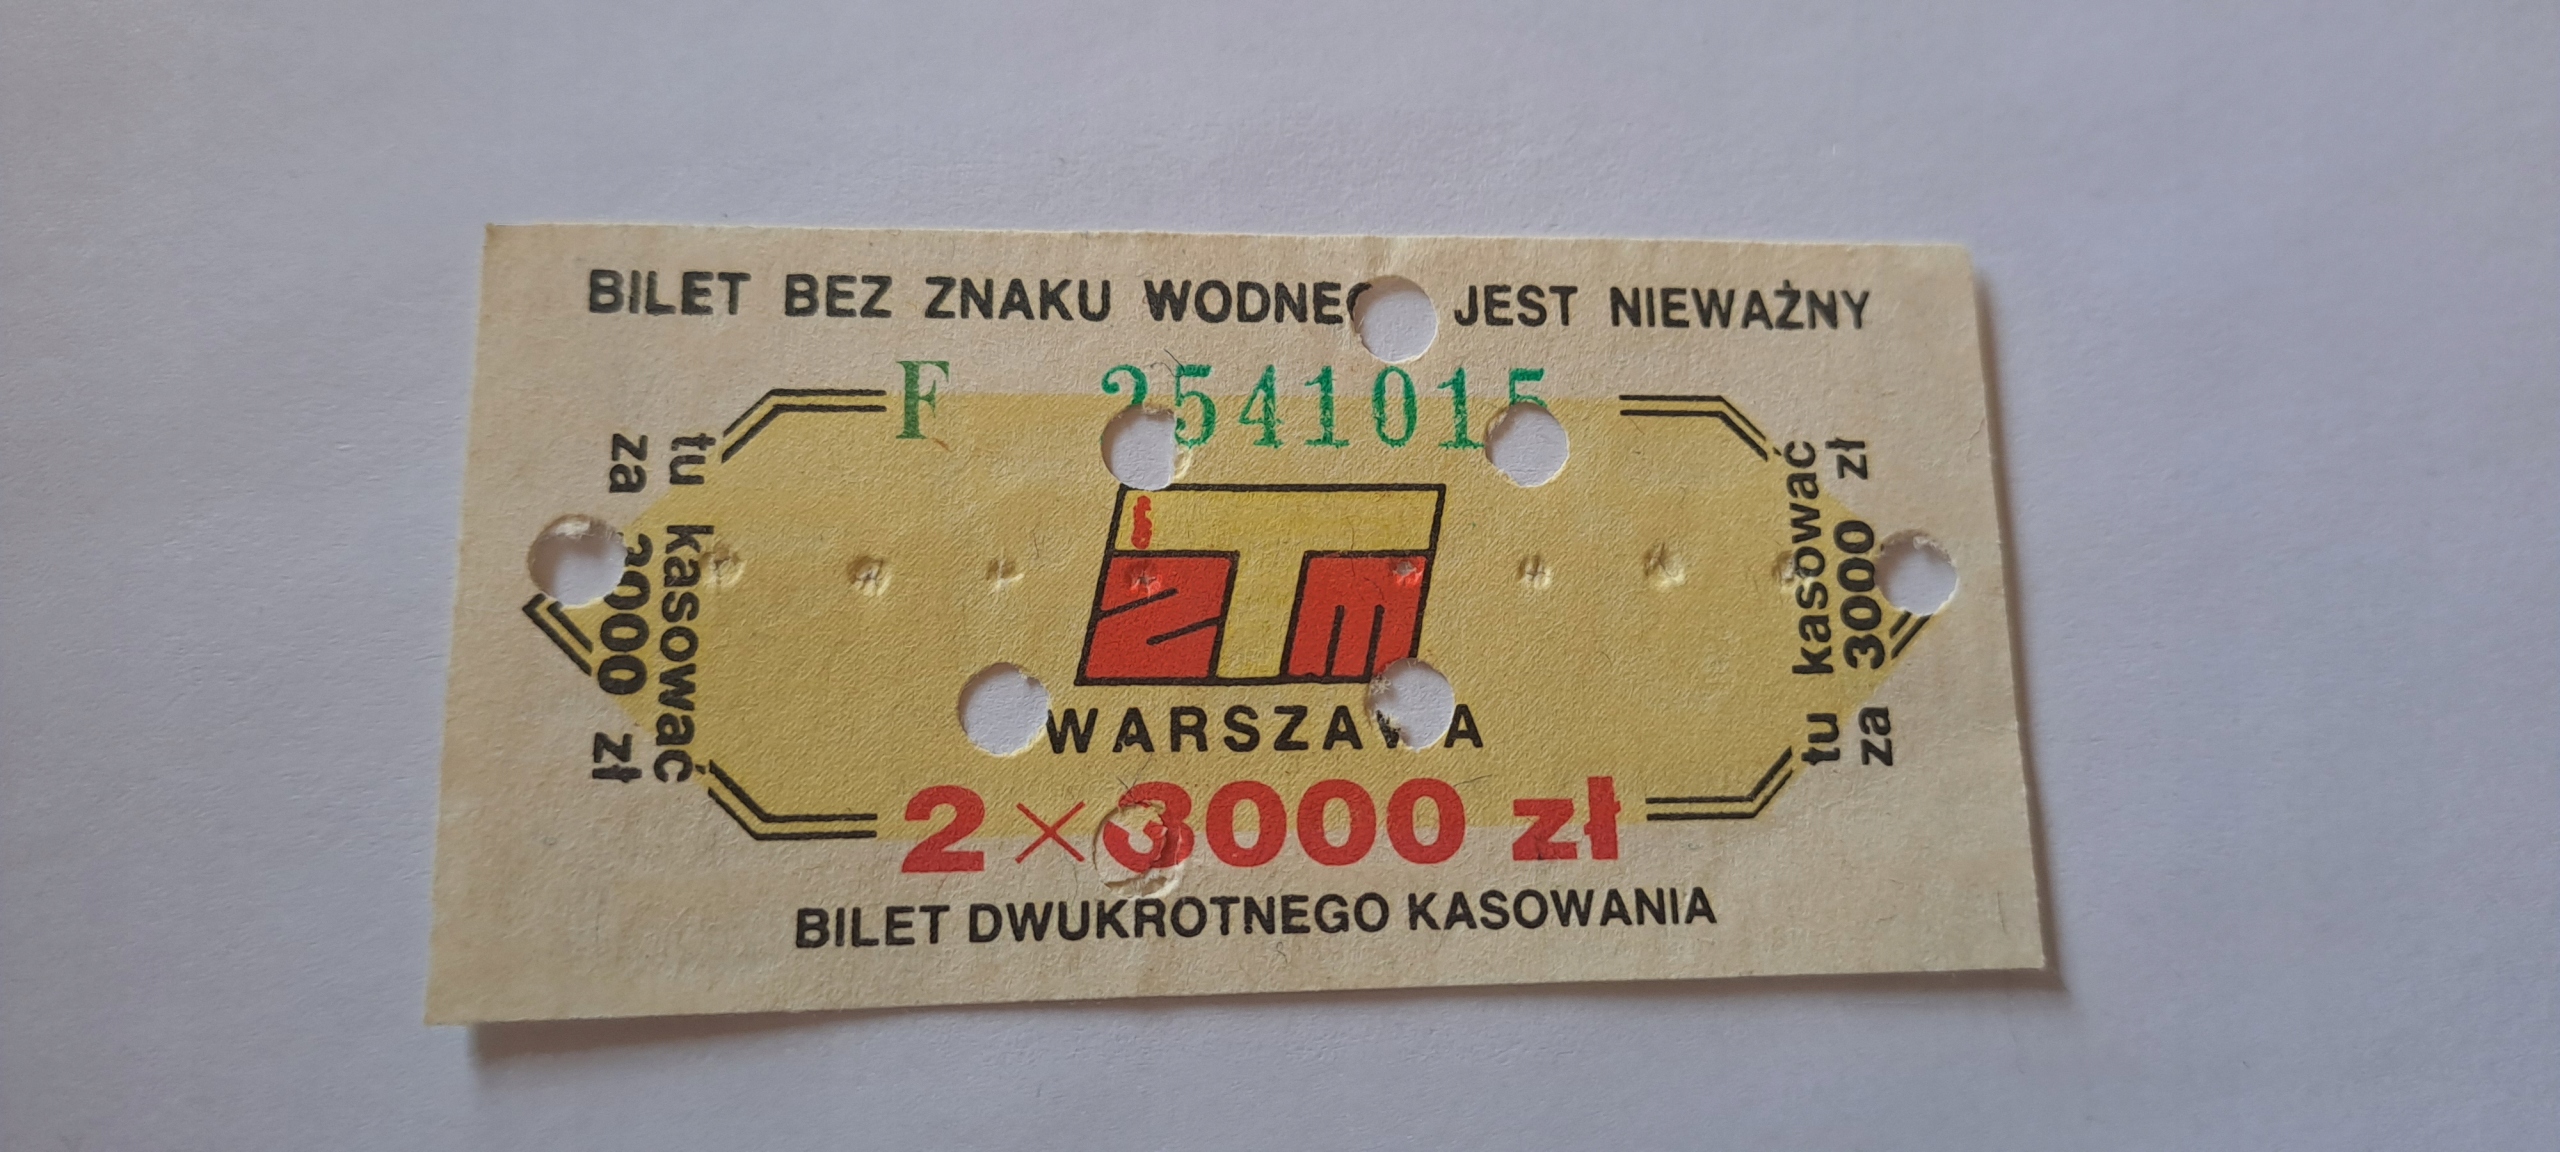 BILET BEZ ZNAKU WODNEGO JEST NIEWAŻNY
F 2541015
tu kasować
za 3000 zł
ZTM
WARSZAWA
2 × 3000 zł
BILET DWUKROTNEGO KASOWANIA
tu kasować
za 3000 zł